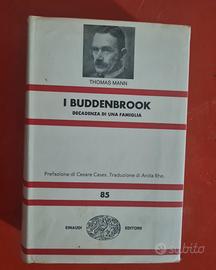 THOMAS MANN
I BUDDENBROOK
DECADENZA DI UNA FAMIGLIA
Prefazione di Cesare Cases. Traduzione di Anita Rho.
85
EINAUDI EDITORE
subito